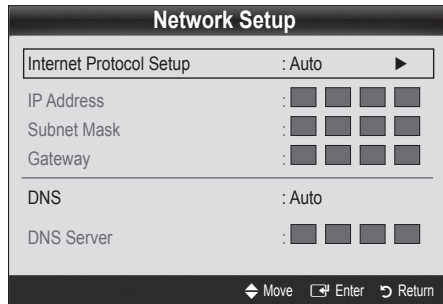 Network Setup
Internet Protocol Setup : Auto ▶
IP Address :
Subnet Mask :
Gateway :
DNS : Auto
DNS Server :
Move Enter Return